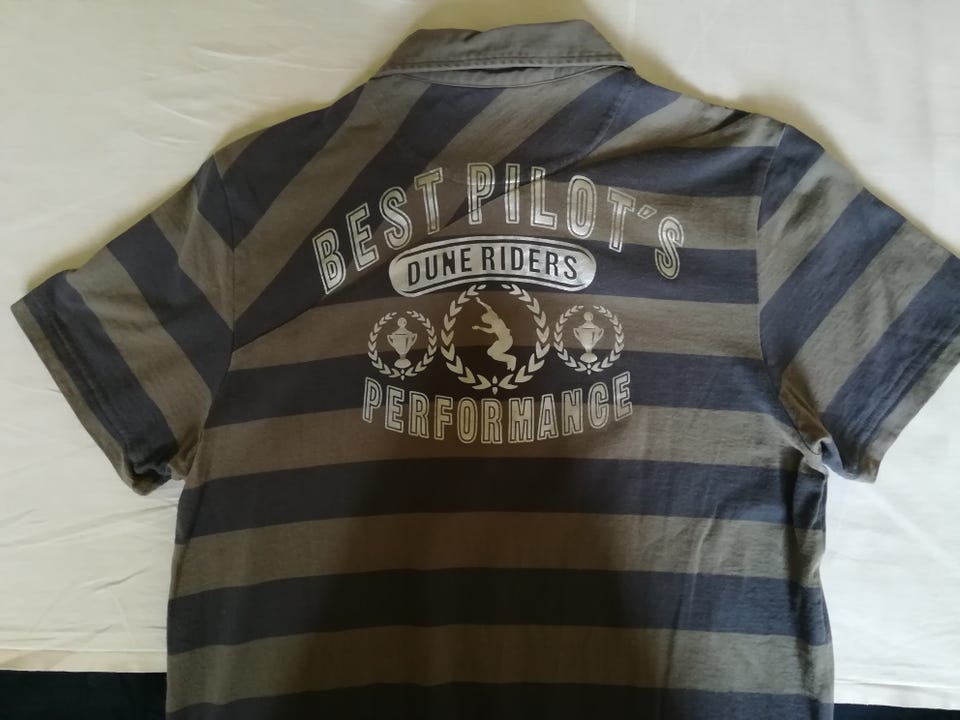 BEST PILOT'S
DUNE RIDERS
PERFORMANCE